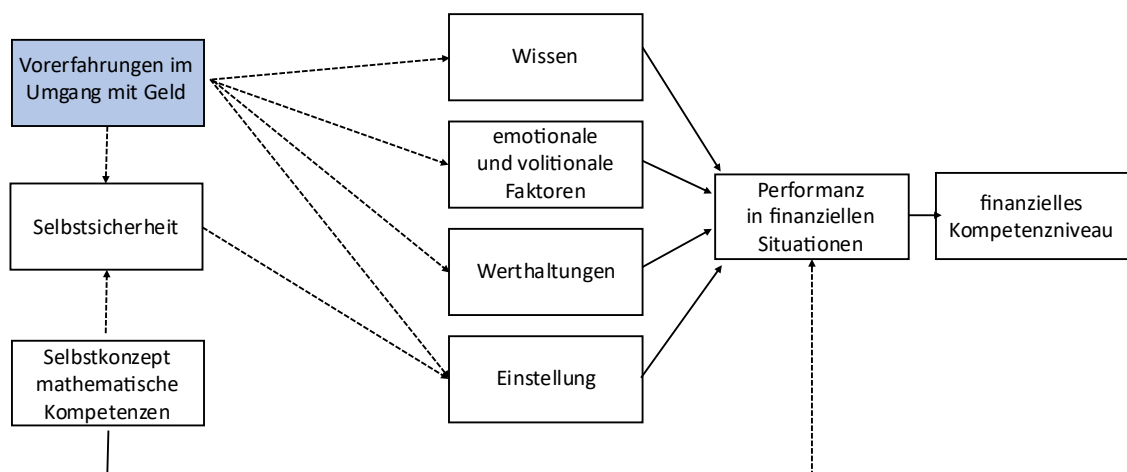 Vorerfahrungen im
Umgang mit Geld
Selbstsicherheit
Selbstkonzept
mathematische
Kompetenzen
Wissen
emotionale
und volitionale
Faktoren
Werthaltungen
Einstellung
Performanz
in finanziellen
Situationen
finanzielles
Kompetenzniveau